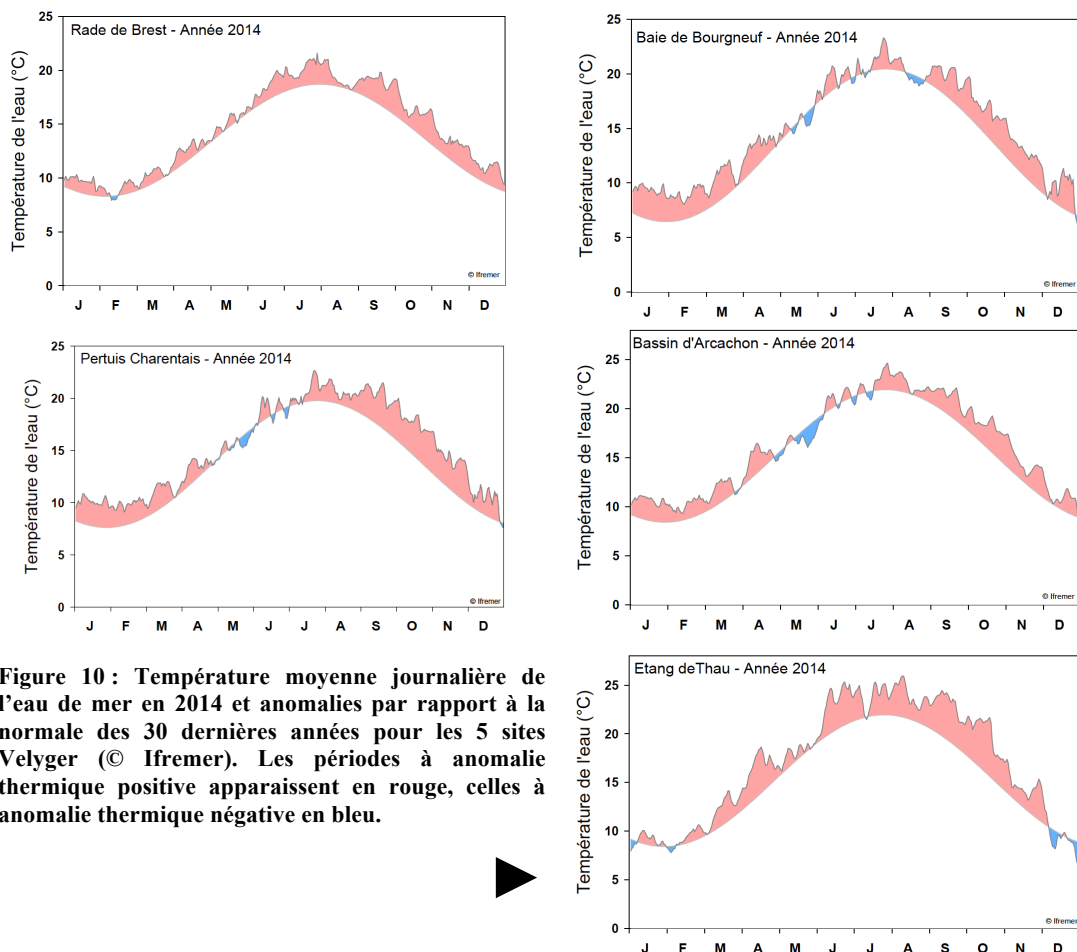 Rade de Brest - Année 2014
Température de l'eau (°C)
25
20
15
10
5
0
J F M A M J J A S O N D
© Ifremer
Baie de Bourgneuf - Année 2014
Température de l'eau (°C)
25
20
15
10
5
0
J F M A M J J A S O N D
© Ifremer
Pertuis Charentais - Année 2014
Température de l'eau (°C)
25
20
15
10
5
0
J F M A M J J A S O N D
© Ifremer
Bassin d'Arcachon - Année 2014
Température de l'eau (°C)
25
20
15
10
5
0
J F M A M J J A S O N D
© Ifremer
Figure 10 : Température moyenne journalière de
l'eau de mer en 2014 et anomalies par rapport à la
normale des 30 dernières années pour les 5 sites
Velyger (© Ifremer). Les périodes à anomalie
thermique positive apparaissent en rouge, celles à
anomalie thermique négative en bleu.
Etang deThau - Année 2014
Température de l'eau (°C)
25
20
15
10
5
0
J F M A M J J A S O N D
© Ifremer